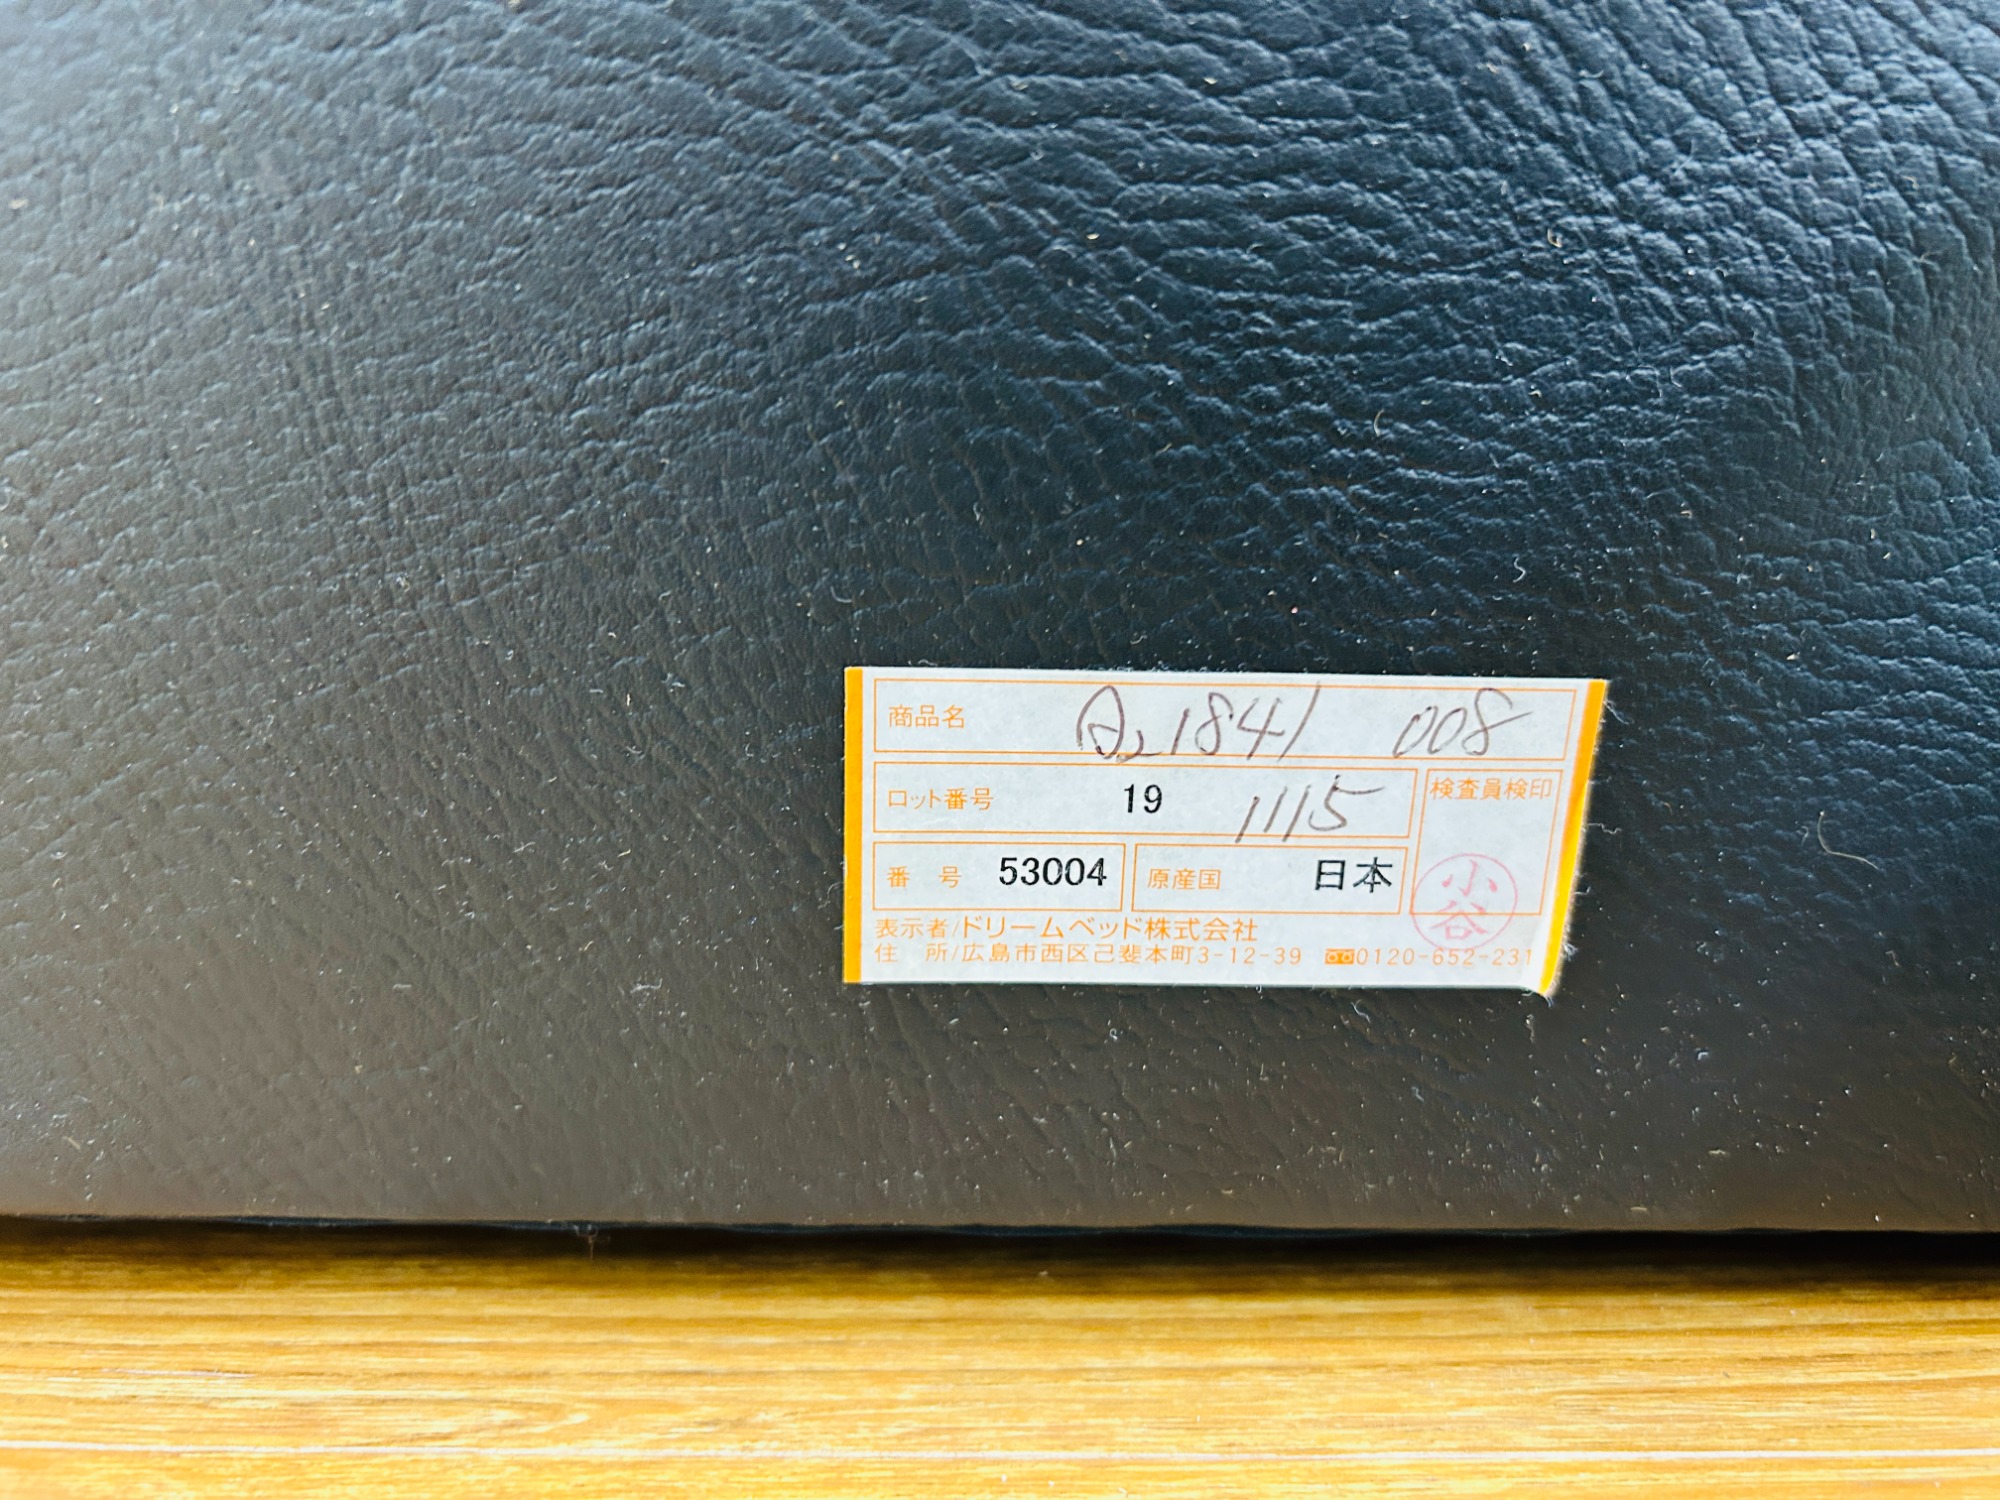 商品名 A21841 008
ロット番号 19 1115
検査員検印
番 号 53004 原産国 日本
小谷
表示者/ドリームベッド株式会社
住 所/広島市西区己斐本町3-12-39 0120-652-231